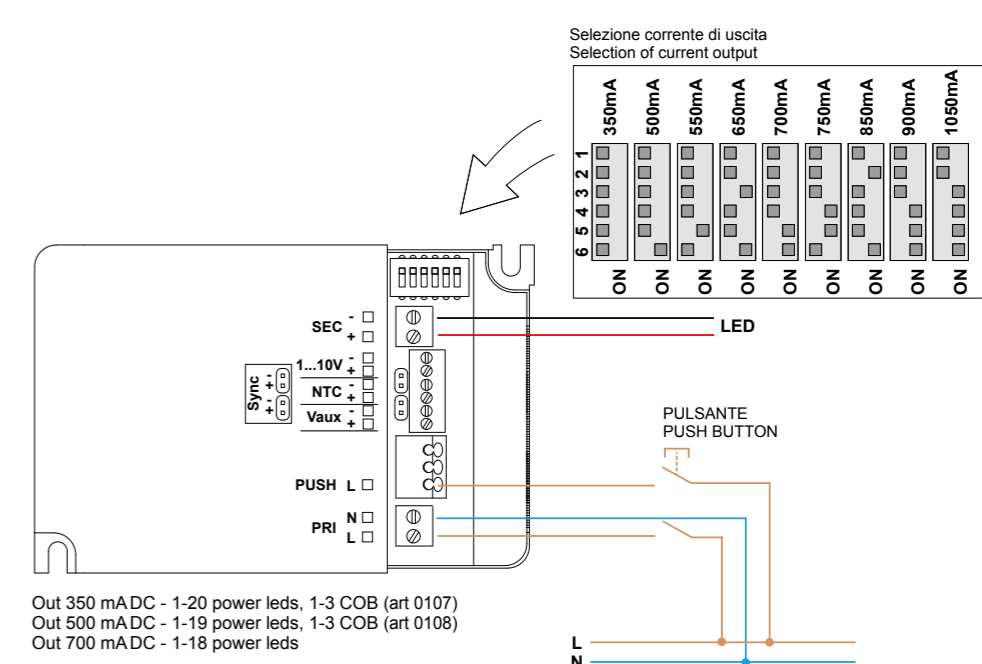 Selezione corrente di uscita
Selection of current output
350mA 500mA 550mA 650mA 700mA 750mA 850mA 900mA 1050mA
1
2
3
4
5
6
ON ON ON ON ON ON ON ON ON
SEC -
+
LED
1...10V -
+
NTC -
+
Vaux -
+
Sync + - + -
PULSANTE
PUSH BUTTON
PUSH L
PRI N
L
Out 350 mA DC - 1-20 power leds, 1-3 COB (art 0107)
Out 500 mA DC - 1-19 power leds, 1-3 COB (art 0108)
Out 700 mA DC - 1-18 power leds
L
N